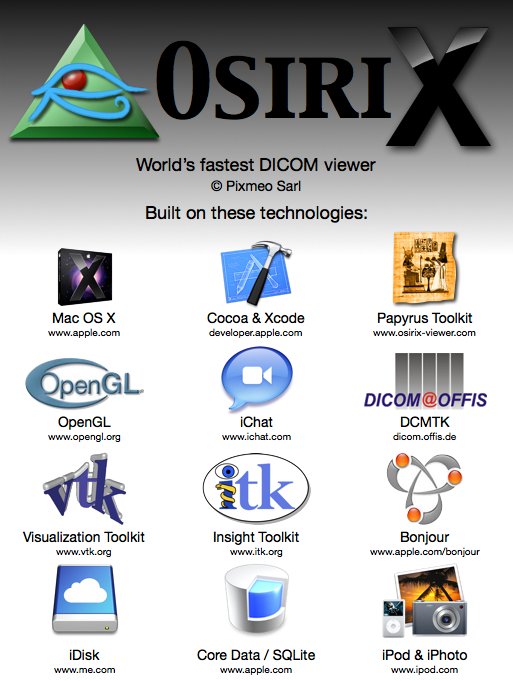 OSIRIX
World's fastest DICOM viewer
© Pixmeo Sarl
Built on these technologies:
X
Mac OS X
www.apple.com
Cocoa & Xcode
developer.apple.com
Papyrus Toolkit
www.osirix-viewer.com
OpenGL
OpenGL
www.opengl.org
iChat
www.ichat.com
DICOM@OFFIS
DCMTK
dicom.offis.de
vtk
Visualization Toolkit
www.vtk.org
itk
Insight Toolkit
www.itk.org
Bonjour
www.apple.com/bonjour
iDisk
www.me.com
Core Data / SQLite
www.apple.com
iPod & iPhoto
www.ipod.com